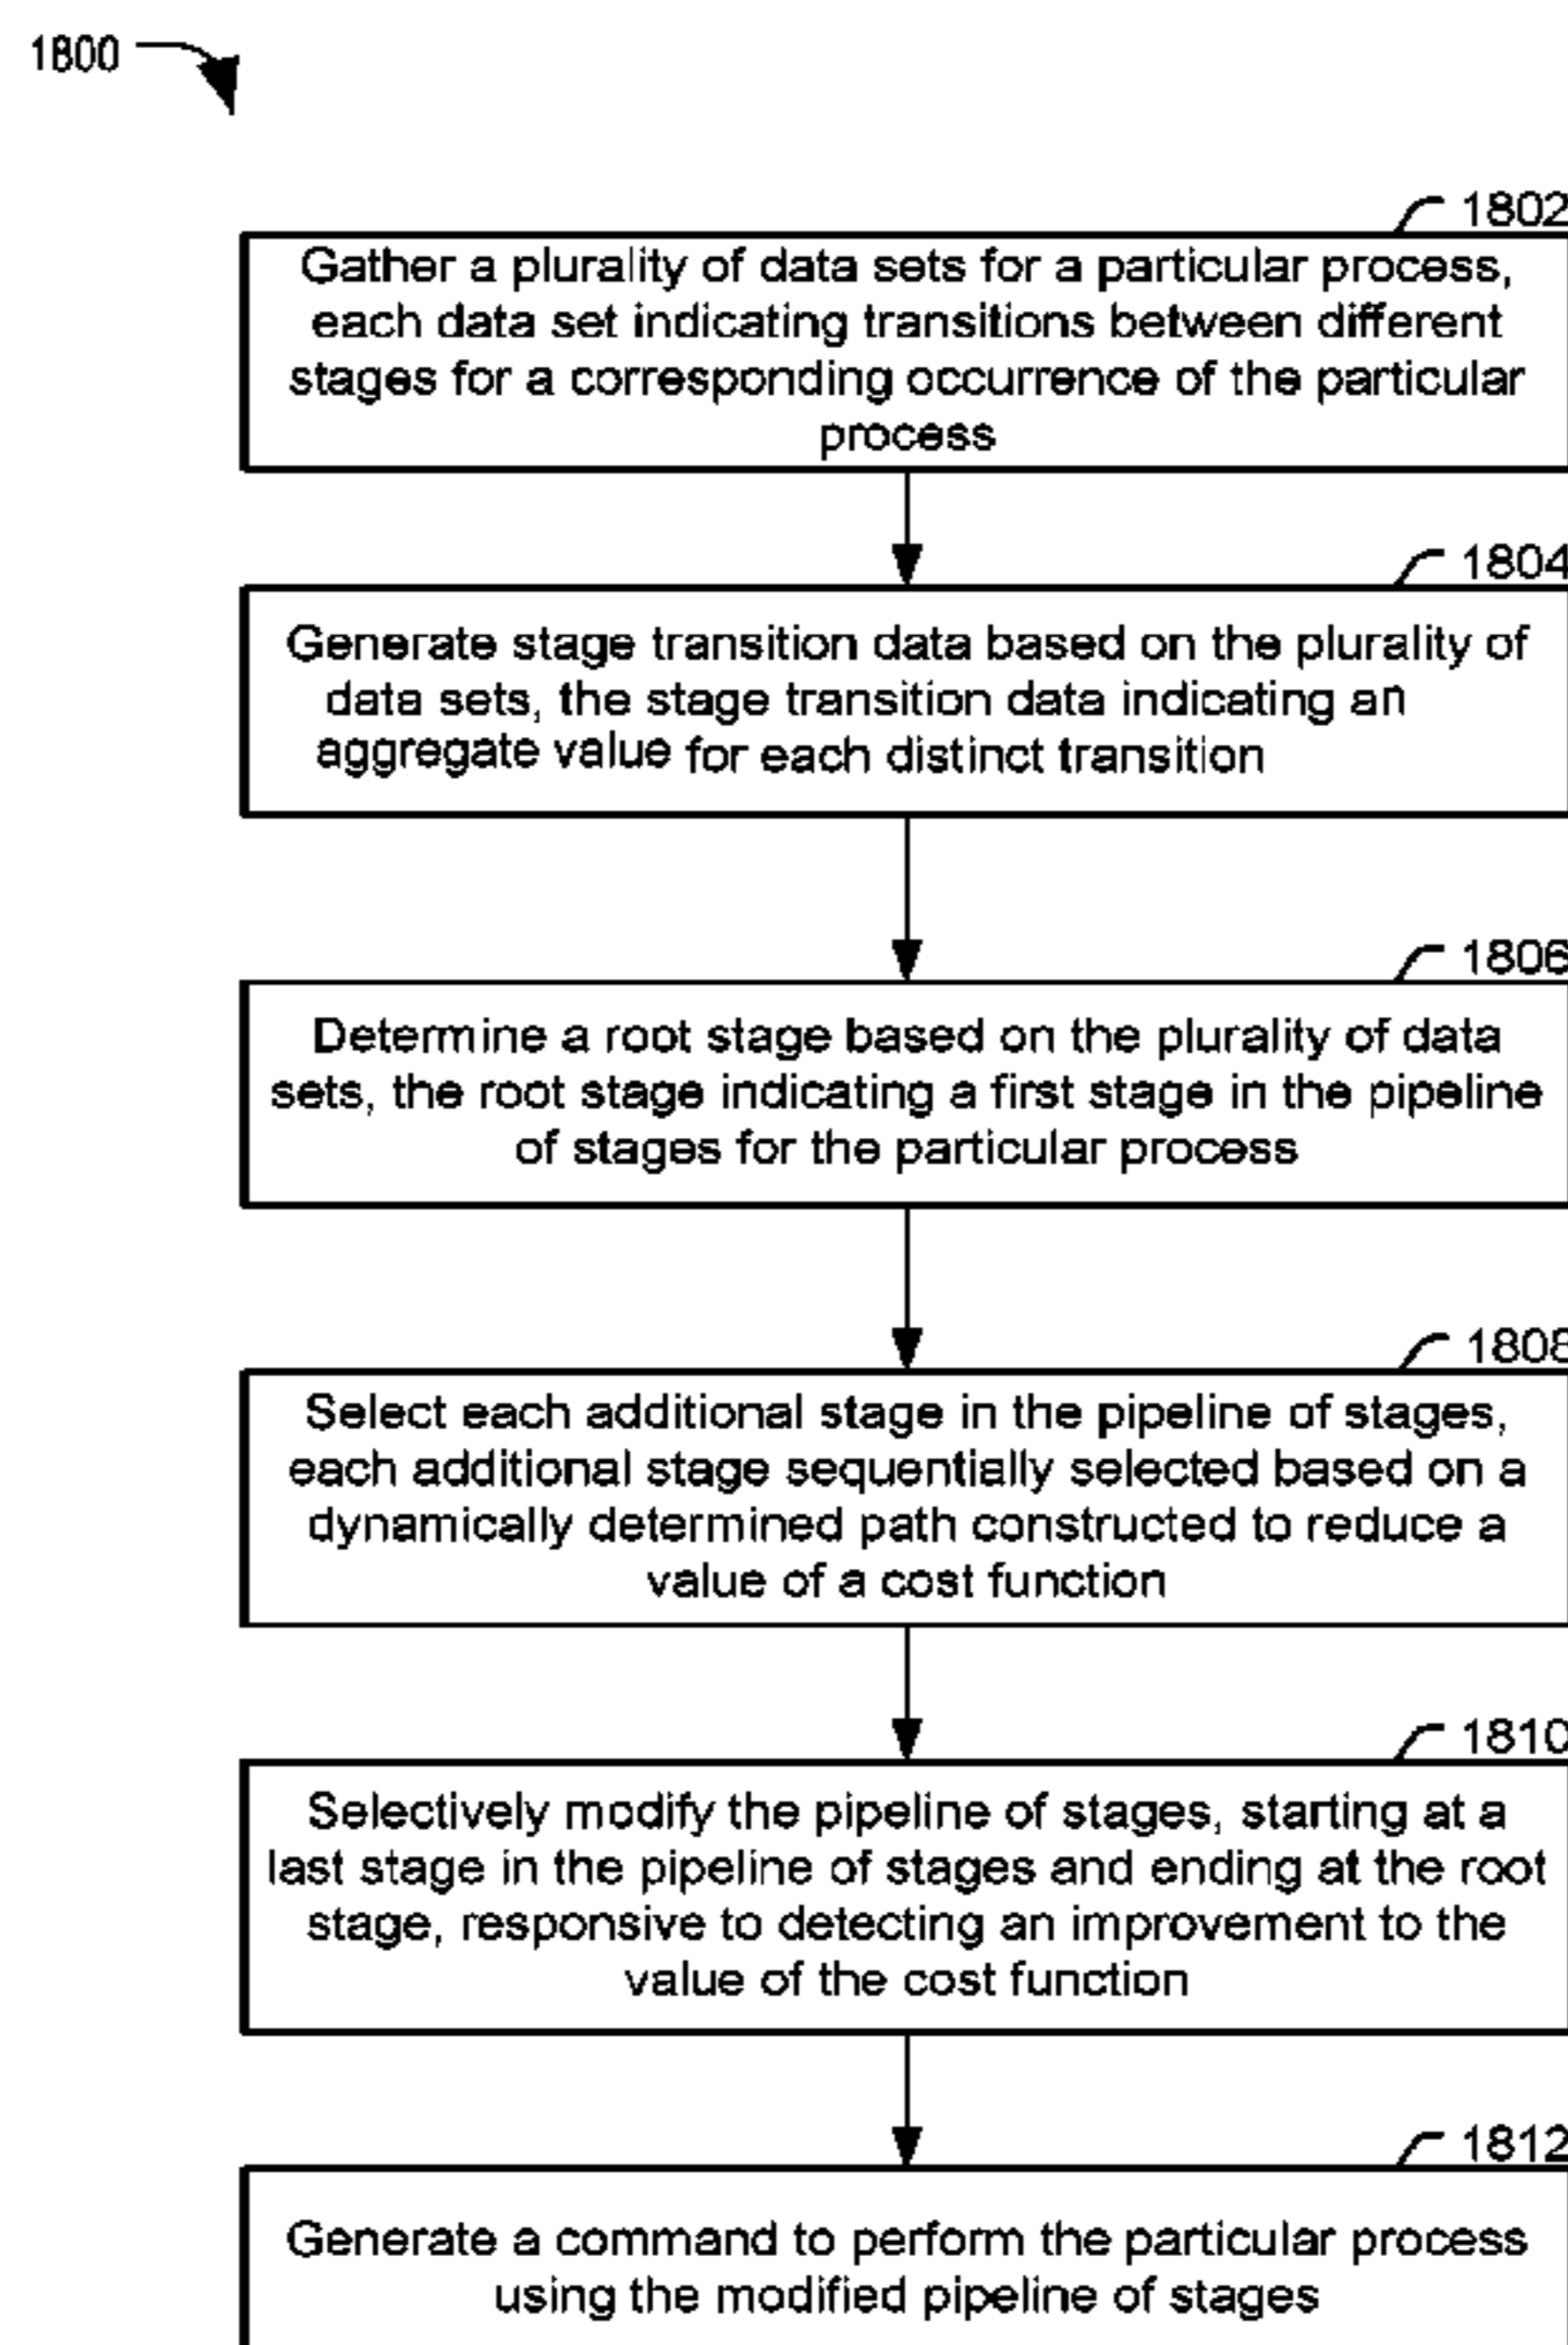 1800
1802
Gather a plurality of data sets for a particular process,
each data set indicating transitions between different
stages for a corresponding occurrence of the particular
process
1804
Generate stage transition data based on the plurality of
data sets, the stage transition data indicating an
aggregate value for each distinct transition
1806
Determine a root stage based on the plurality of data
sets, the root stage indicating a first stage in the pipeline
of stages for the particular process
1808
Select each additional stage in the pipeline of stages,
each additional stage sequentially selected based on a
dynamically determined path constructed to reduce a
value of a cost function
1810
Selectively modify the pipeline of stages, starting at a
last stage in the pipeline of stages and ending at the root
stage, responsive to detecting an improvement to the
value of the cost function
1812
Generate a command to perform the particular process
using the modified pipeline of stages